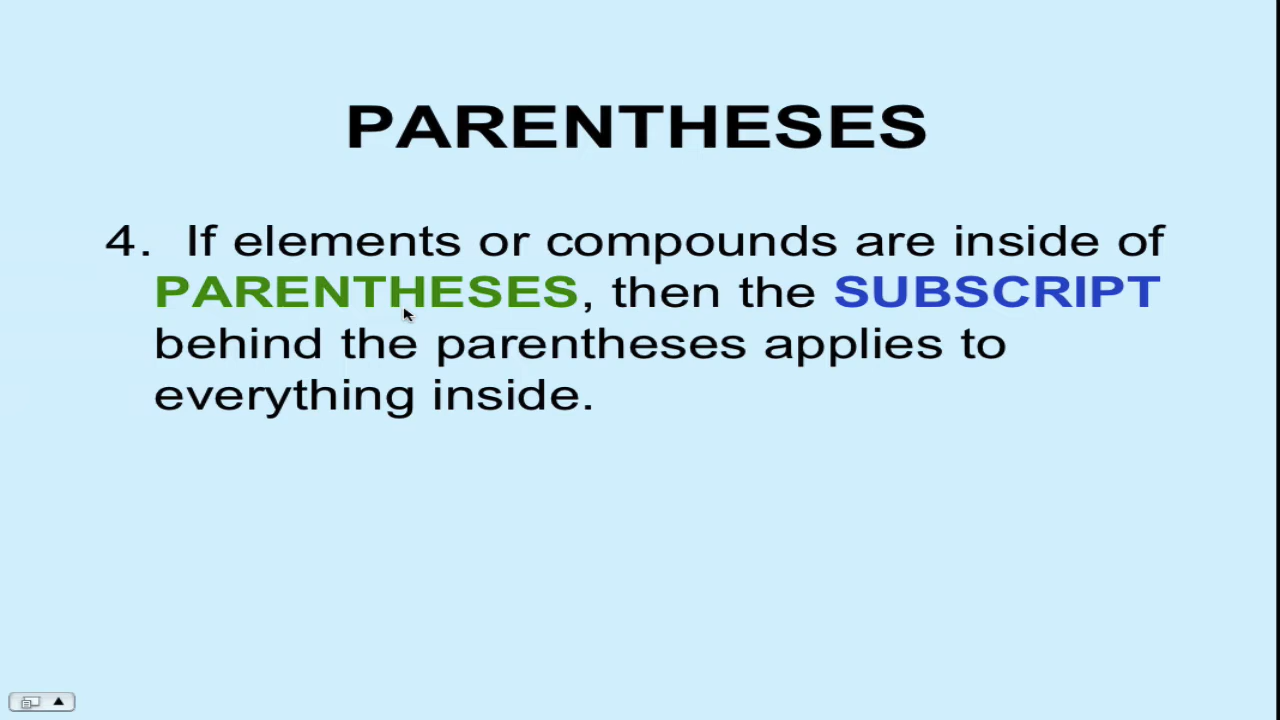 PARENTHESES
4. If elements or compounds are inside of
PARENTHESES, then the SUBSCRIPT
behind the parentheses applies to
everything inside.